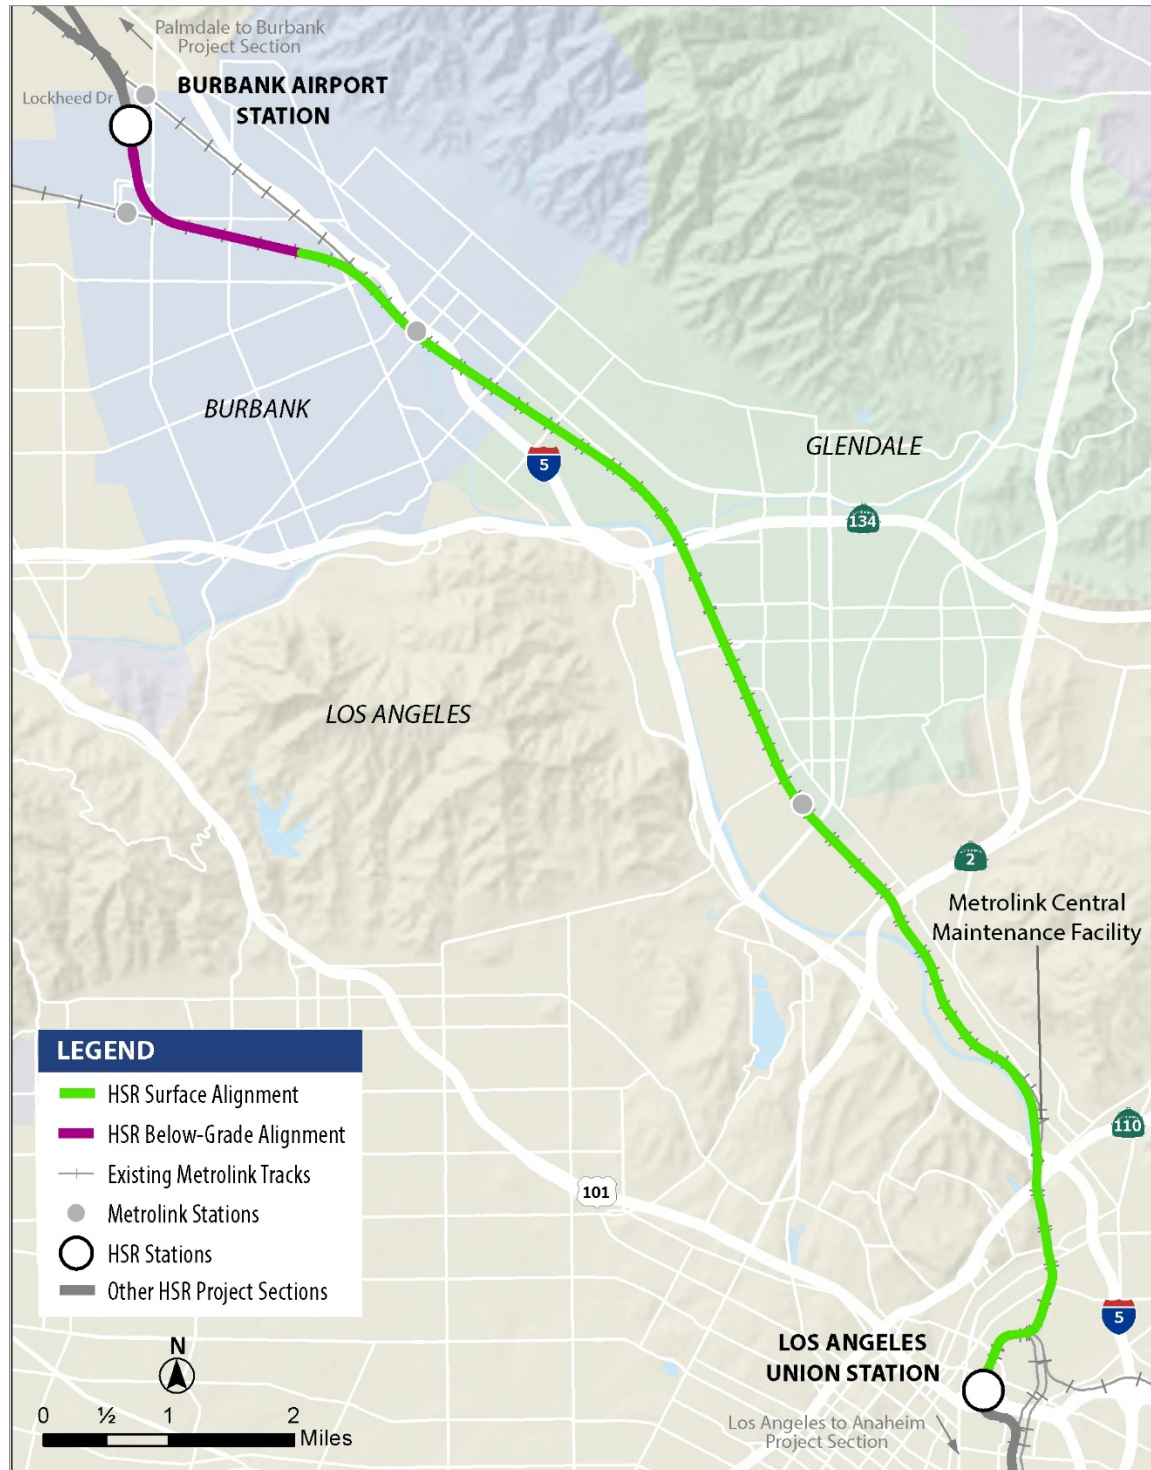 Palmdale to Burbank
Project Section
BURBANK AIRPORT
STATION
Lockheed Dr
BURBANK
GLENDALE
5
134
LOS ANGELES
2
Metrolink Central
Maintenance Facility
LEGEND
HSR Surface Alignment
HSR Below-Grade Alignment
Existing Metrolink Tracks
Metrolink Stations
HSR Stations
Other HSR Project Sections
110
101
5
LOS ANGELES
UNION STATION
Los Angeles to Anaheim
Project Section
N
0 ½ 1 2
Miles